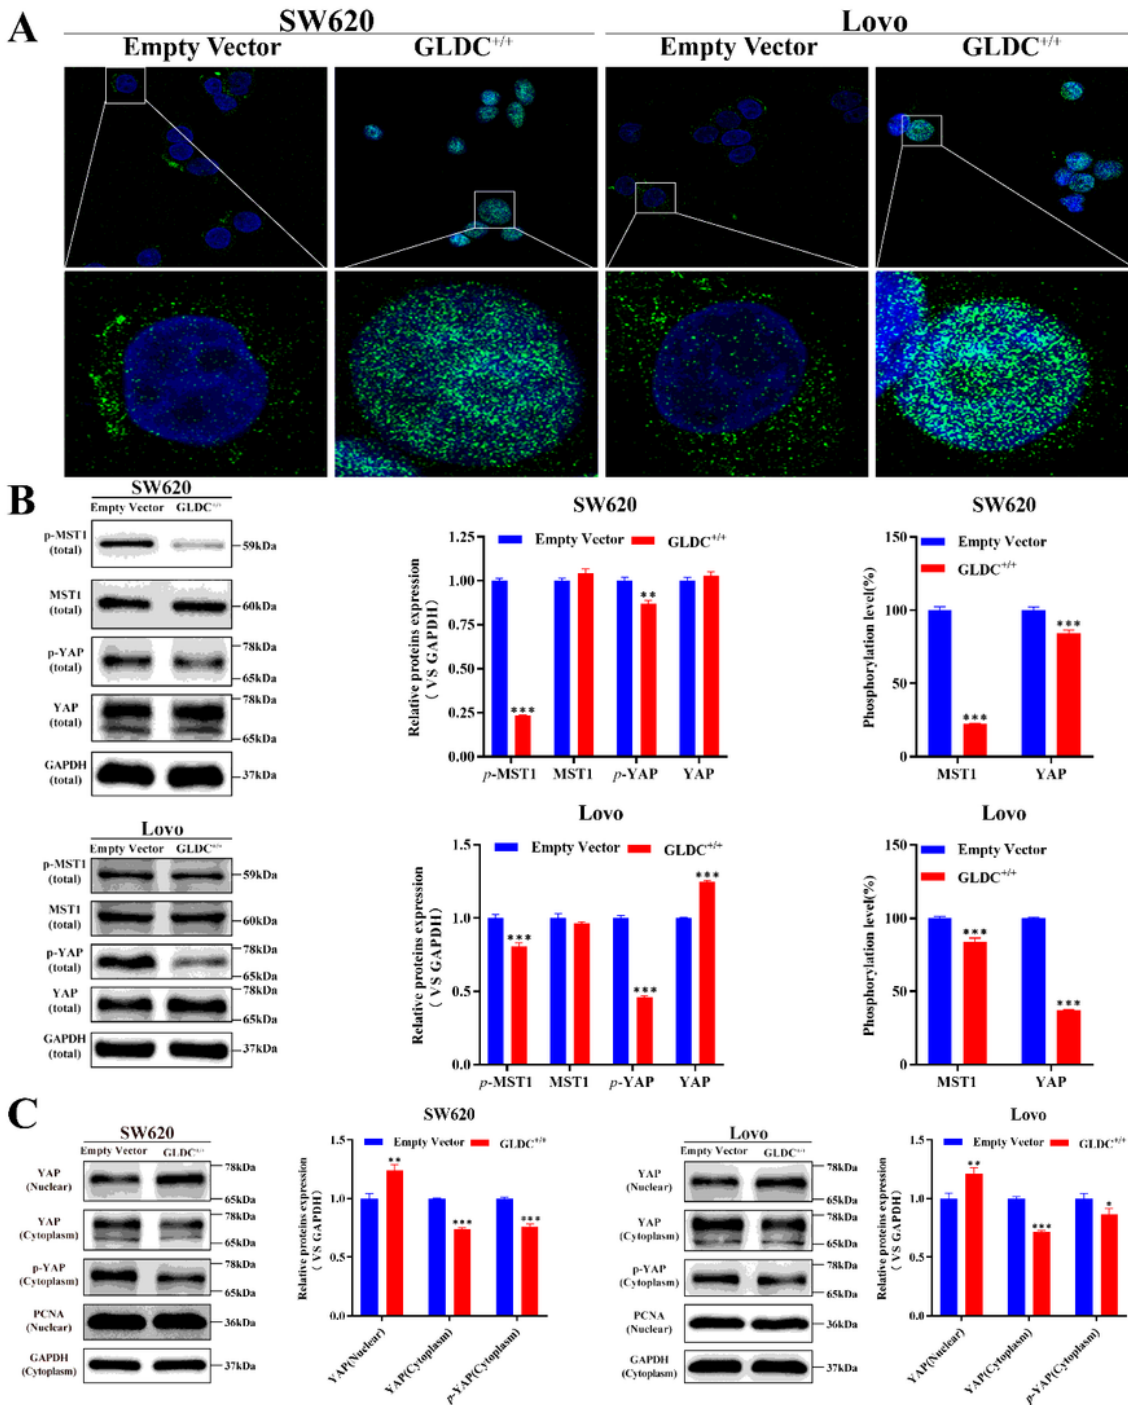 A
SW620
Lovo
Empty Vector
GLDC+/+
Empty Vector
GLDC+/+
B
SW620
Empty Vector GLDC+/+
p-MST1
(total)
59kDa
MST1
(total)
60kDa
p-YAP
(total)
78kDa
65kDa
YAP
(total)
78kDa
65kDa
GAPDH
(total)
37kDa
SW620
Empty Vector
GLDC+/+
Relative proteins expression
( VS GAPDH)
1.25
1.00
0.75
0.50
0.25
0.00
***
**
p-MST1
MST1
p-YAP
YAP
SW620
Empty Vector
GLDC+/+
Phosphorylation level(%)
150
100
50
0
***
***
MST1
YAP
Lovo
Empty Vector GLDC+/+
p-MST1
(total)
59kDa
MST1
(total)
60kDa
p-YAP
(total)
78kDa
65kDa
YAP
(total)
78kDa
65kDa
GAPDH
(total)
37kDa
Lovo
Empty Vector
GLDC+/+
Relative proteins expression
( VS GAPDH)
1.5
1.0
0.5
0.0
***
***
***
p-MST1
MST1
p-YAP
YAP
Lovo
Empty Vector
GLDC+/+
Phosphorylation level(%)
150
100
50
0
***
***
MST1
YAP
C
SW620
Empty Vector GLDC+/+
YAP
(Nuclear)
78kDa
65kDa
YAP
(Cytoplasm)
78kDa
65kDa
p-YAP
(Cytoplasm)
78kDa
65kDa
PCNA
(Nuclear)
36kDa
GAPDH
(Cytoplasm)
37kDa
SW620
Empty Vector
GLDC+/+
Relative proteins expression
( VS GAPDH)
1.5
1.0
0.5
0.0
**
***
***
YAP(Nuclear)
YAP(Cytoplasm)
p-YAP(Cytoplasm)
Lovo
Empty Vector GLDC+/+
YAP
(Nuclear)
78kDa
65kDa
YAP
(Cytoplasm)
78kDa
65kDa
p-YAP
(Cytoplasm)
78kDa
65kDa
PCNA
(Nuclear)
36kDa
GAPDH
(Cytoplasm)
37kDa
Lovo
Empty Vector
GLDC+/+
Relative proteins expression
( VS GAPDH)
1.5
1.0
0.5
0.0
**
***
*
YAP(Nuclear)
YAP(Cytoplasm)
p-YAP(Cytoplasm)